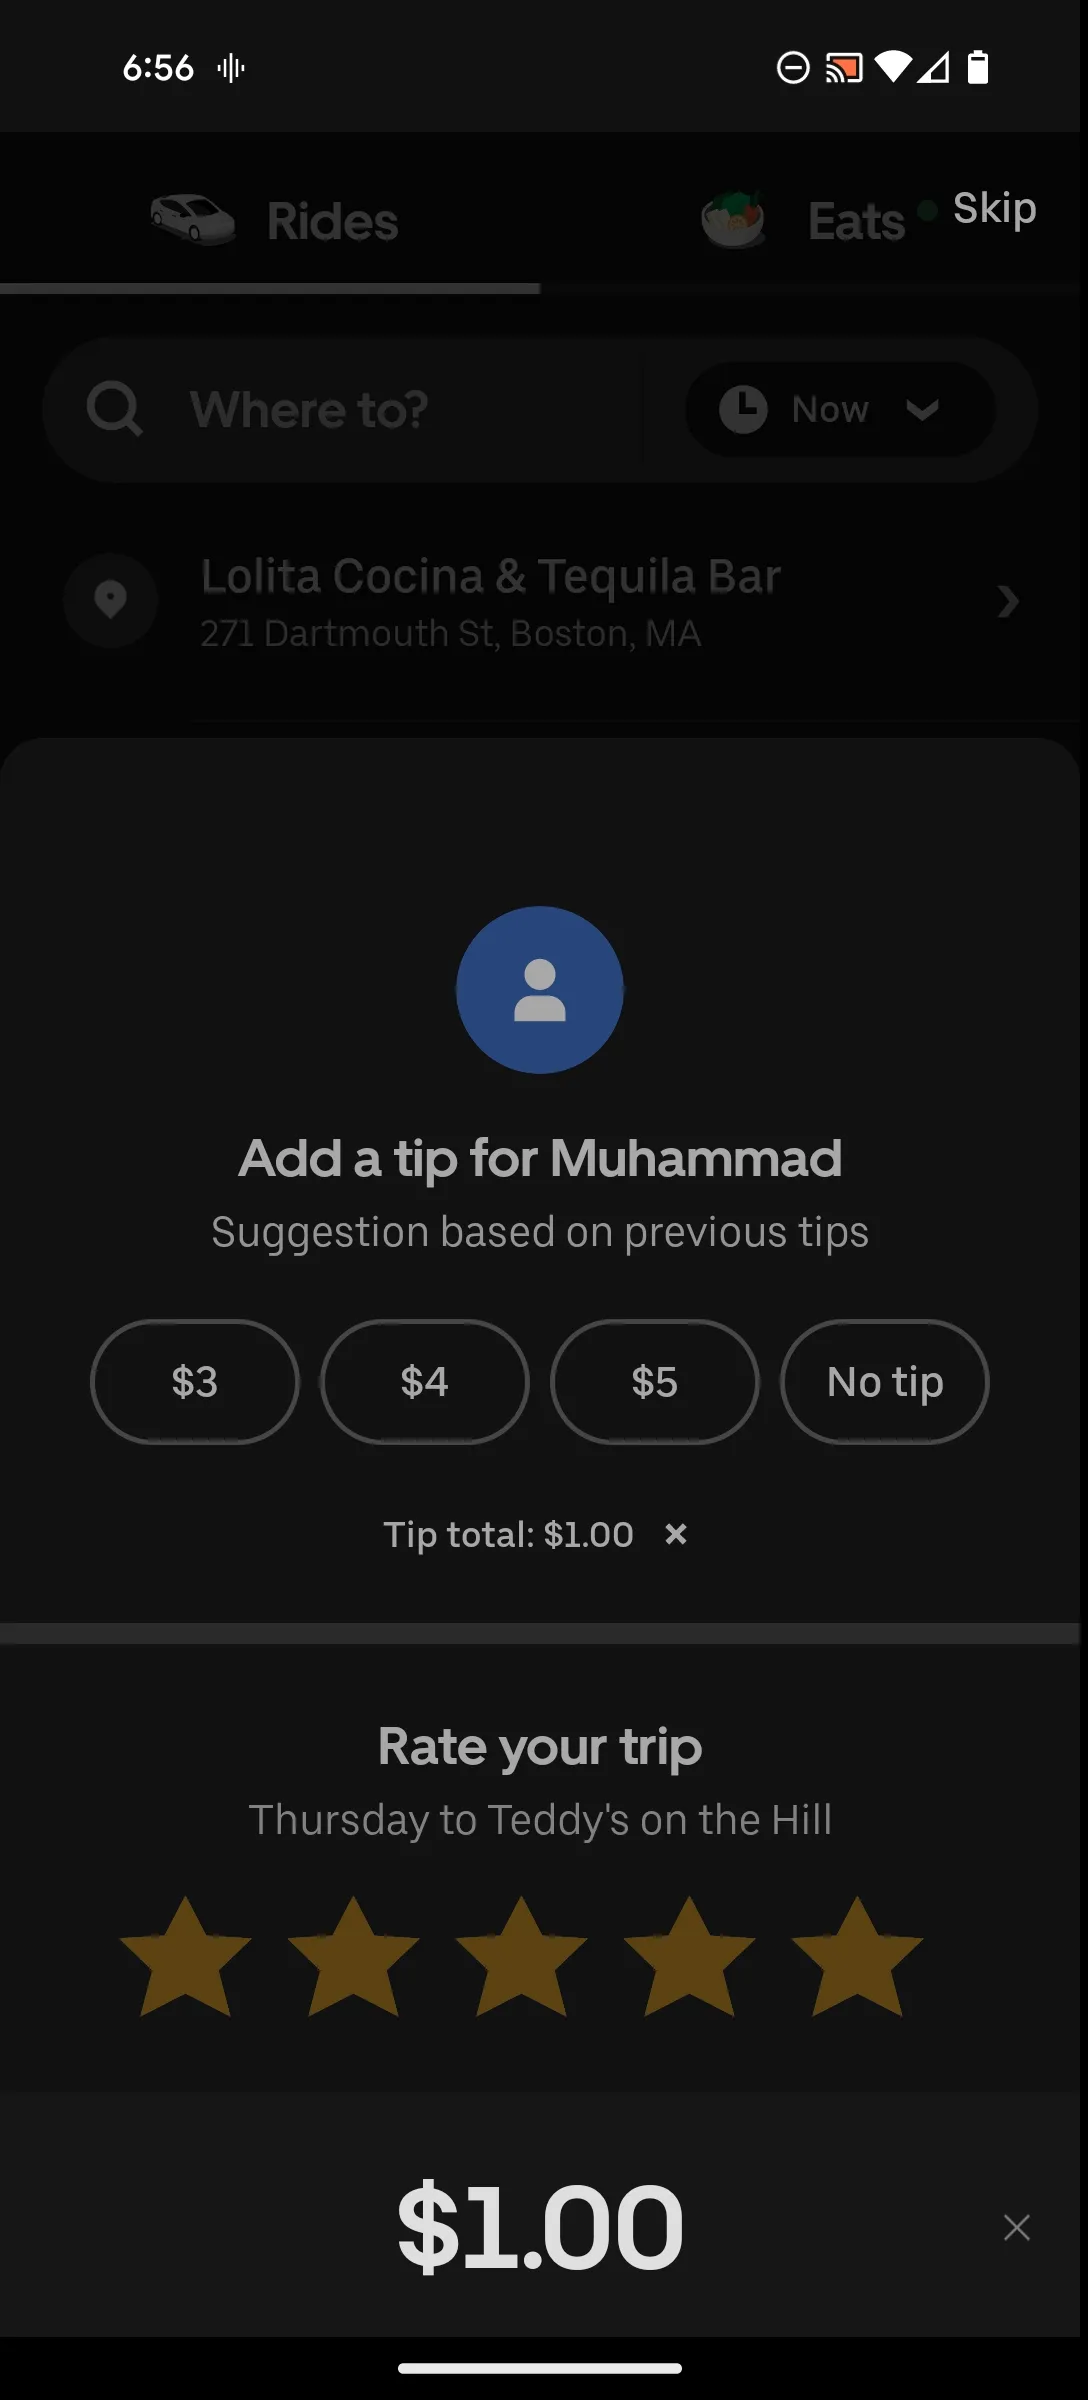 6:56
Rides
Eats
Skip
Where to?
Now
Lolita Cocina & Tequila Bar
271 Dartmouth St, Boston, MA
Add a tip for Muhammad
Suggestion based on previous tips
$3
$4
$5
No tip
Tip total: $1.00
Rate your trip
Thursday to Teddy's on the Hill
$1.00